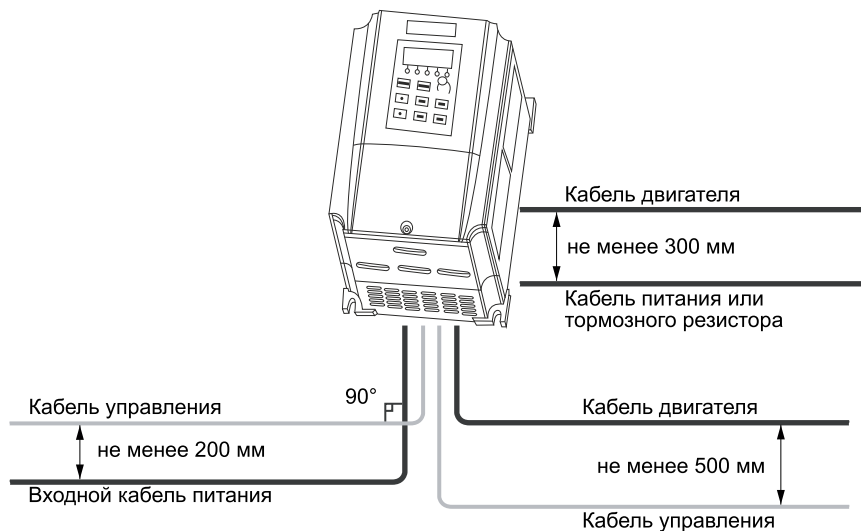 Кабель двигателя
не менее 300 мм
Кабель питания или
тормозного резистора
90°
Кабель управления
не менее 200 мм
Входной кабель питания
Кабель двигателя
не менее 500 мм
Кабель управления